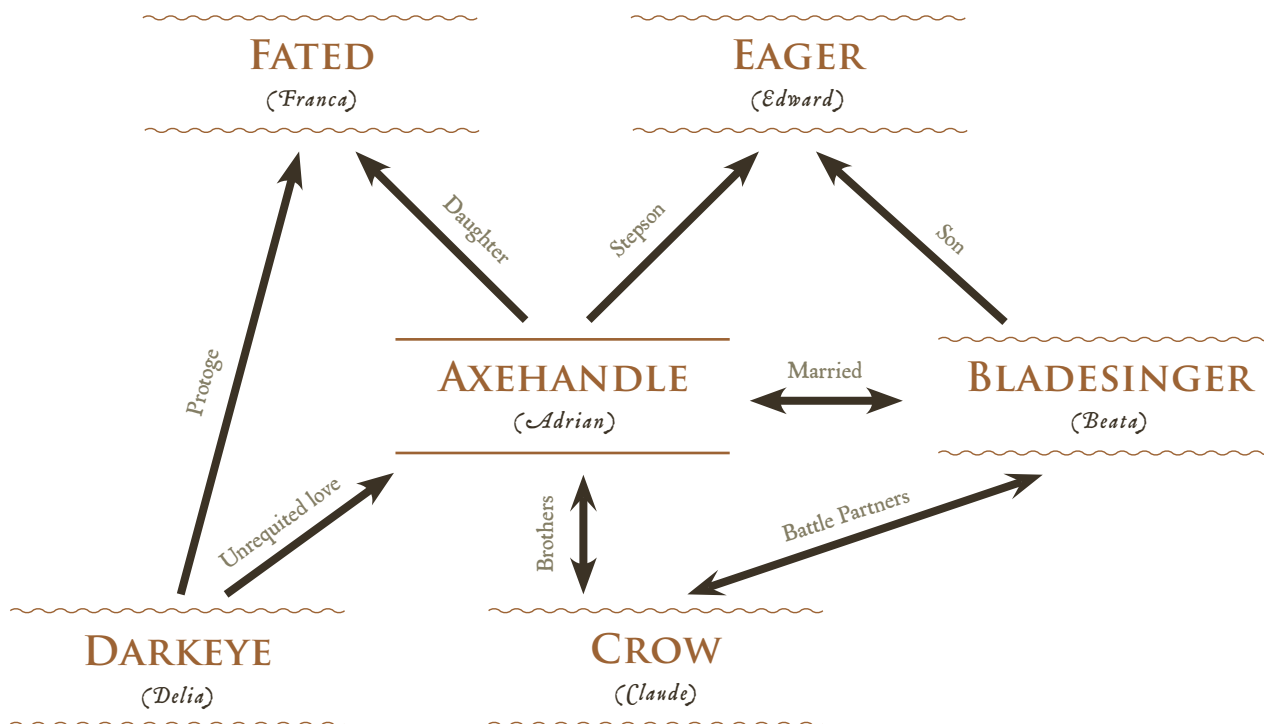 FATED
(Franca)
EAGER
(Edward)
Daughter
Stepson
Son
Protoge
AXEHANDLE
(Adrian)
Married
BLADESINGER
(Beata)
Unrequited love
Brothers
Battle Partners
DARKEYE
(Delia)
CROW
(Claude)